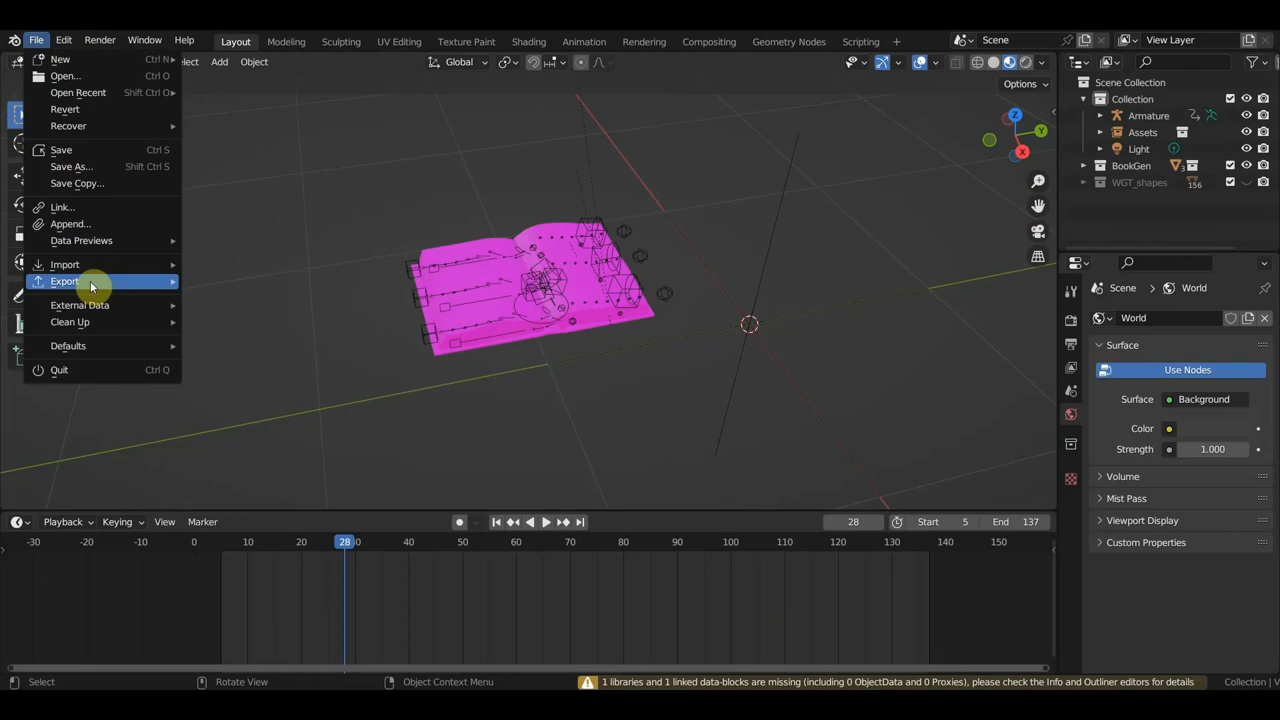 File Edit Render Window Help Layout Modeling Sculpting UV Editing Texture Paint Shading Animation Rendering Compositing Geometry Nodes Scripting + Scene View Layer
New Ctrl N
Open... Ctrl O
Open Recent Shift Ctrl O
Revert
Recover
Save Ctrl S
Save As... Shift Ctrl S
Save Copy...
Link...
Append...
Data Previews
Import
Export
External Data
Clean Up
Defaults
Quit Ctrl Q
Add Object Global
Options
Z
Y
X
Scene Collection
Collection
Armature
Assets
Light
BookGen 3
WGT_shapes 156
Scene > World
World
Surface
Use Nodes
Surface Background
Color
Strength 1.000
Volume
Mist Pass
Viewport Display
Custom Properties
Playback Keying View Marker 28 Start 5 End 137
-30 -20 -10 0 10 20 28 40 50 60 70 80 90 100 110 120 130 140 150
Select Rotate View Object Context Menu 1 libraries and 1 linked data-blocks are missing (including 0 ObjectData and 0 Proxies), please check the Info and Outliner editors for details Collection |